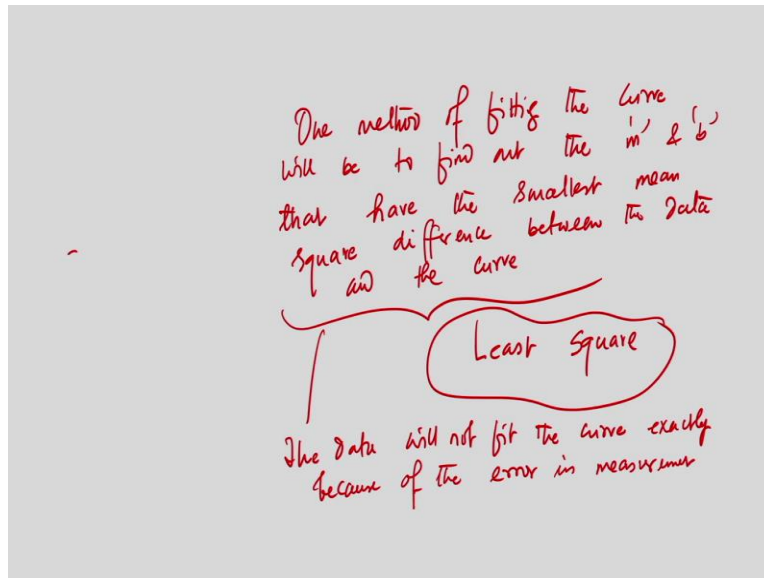 One method of fitting the curve
will be to find out the 'm' & 'b'
that have the smallest mean
square difference between the data
and the curve
Least Square
The data will not fit the curve exactly
because of the error in measurement